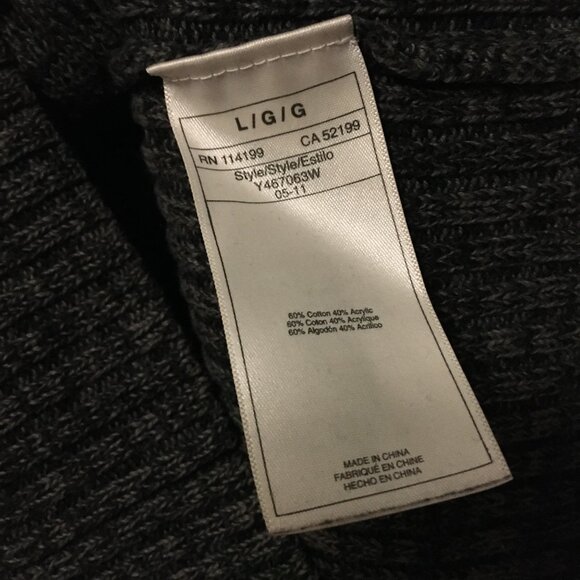 L/G/G
RN 114199 CA 52199
Style/Style/Estilo
Y467063W
05-11
60% Cotton 40% Acrylic
60% Coton 40% Acrylique
60% Algodón 40% Acrilico
MADE IN CHINA
FABRIQUÉ EN CHINE
HECHO EN CHINA